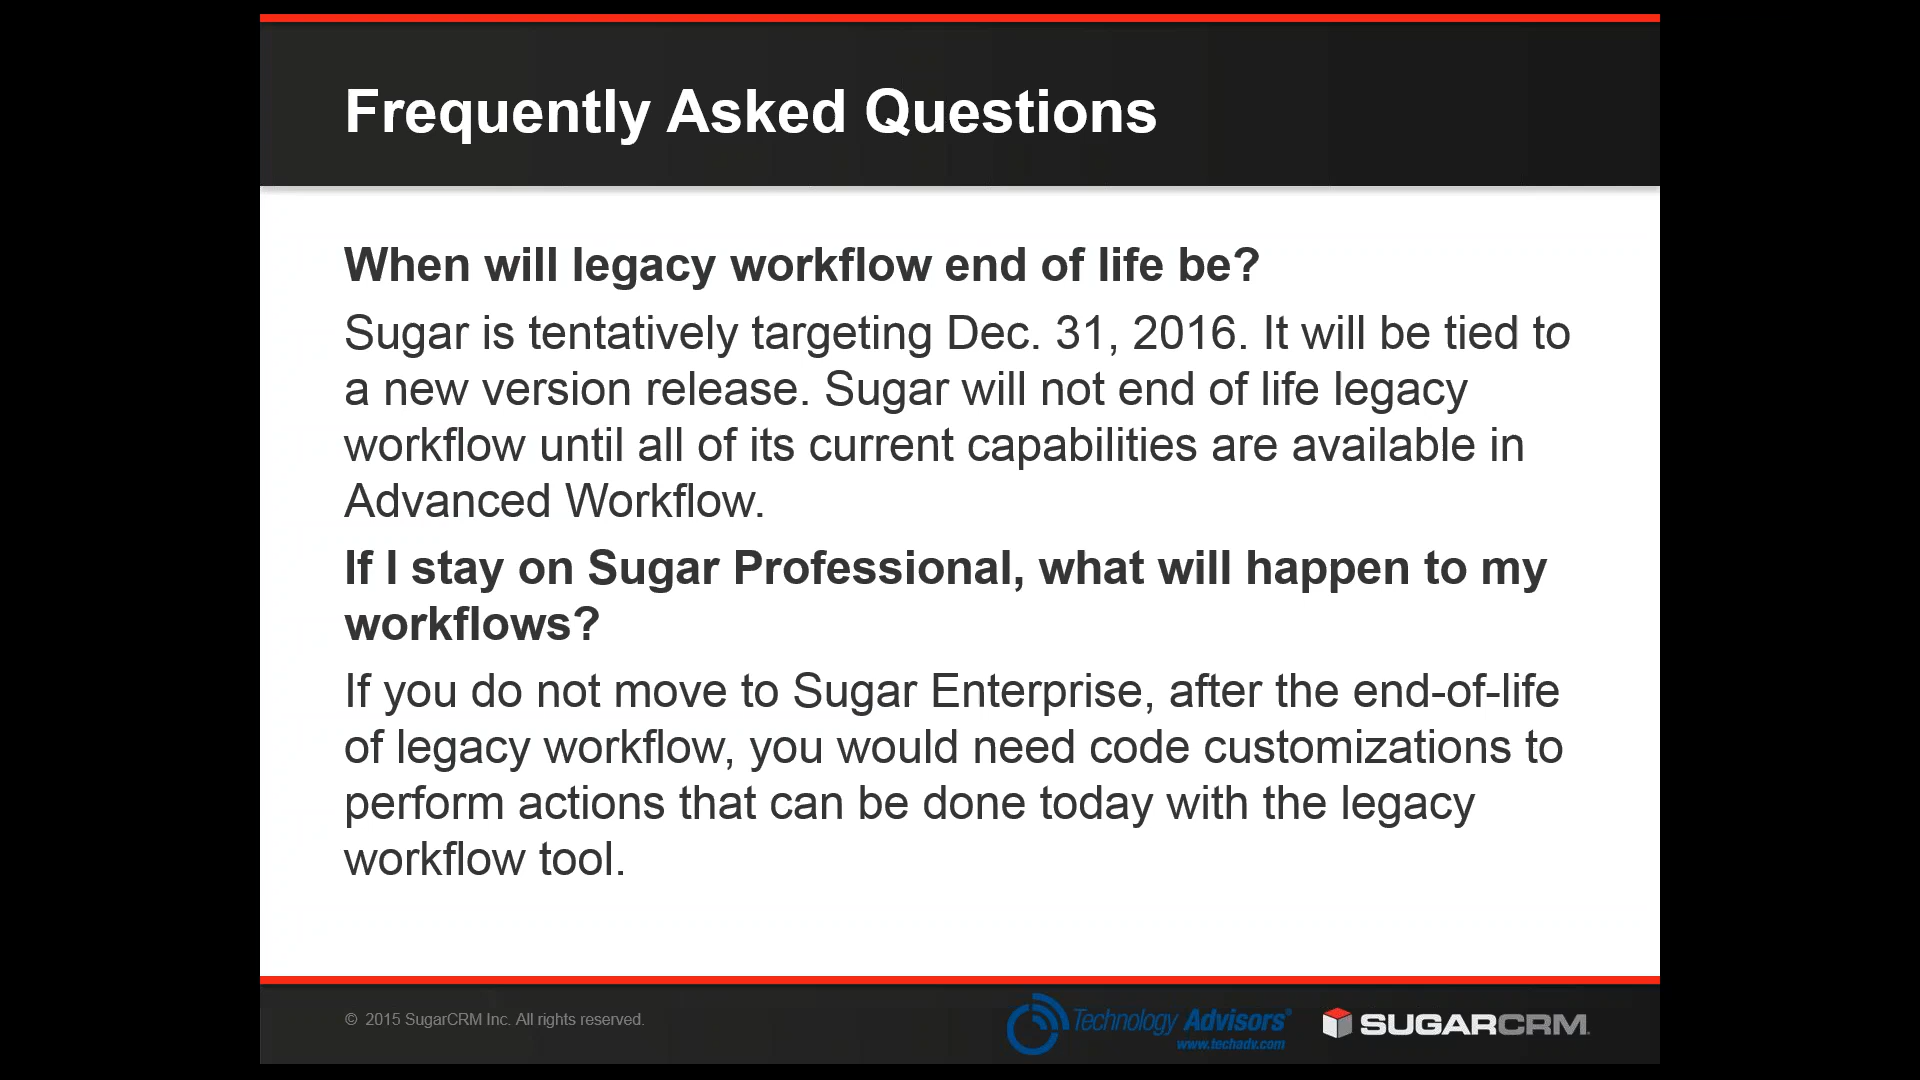 Frequently Asked Questions
When will legacy workflow end of life be?
Sugar is tentatively targeting Dec. 31, 2016. It will be tied to
a new version release. Sugar will not end of life legacy
workflow until all of its current capabilities are available in
Advanced Workflow.
If I stay on Sugar Professional, what will happen to my
workflows?
If you do not move to Sugar Enterprise, after the end-of-life
of legacy workflow, you would need code customizations to
perform actions that can be done today with the legacy
workflow tool.
© 2015 SugarCRM Inc. All rights reserved.
Technology Advisors®
www.techadv.com
SUGARCRM